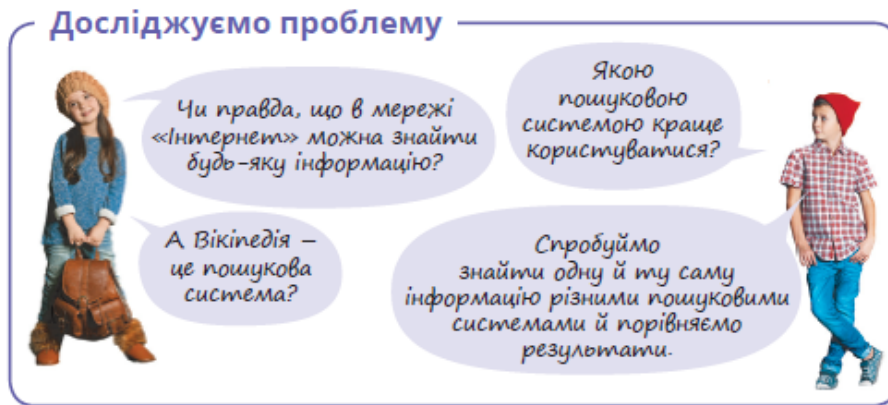 Досліджуємо проблему
Чи правда, що в мережі
«Інтернет» можна знайти
будь-яку інформацію?
Якою
пошуковою
системою краще
користуватися?
А Вікіпедія –
це пошукова
система?
Спробуймо
знайти одну й ту саму
інформацію різними пошуковими
системами й порівняємо
результати.